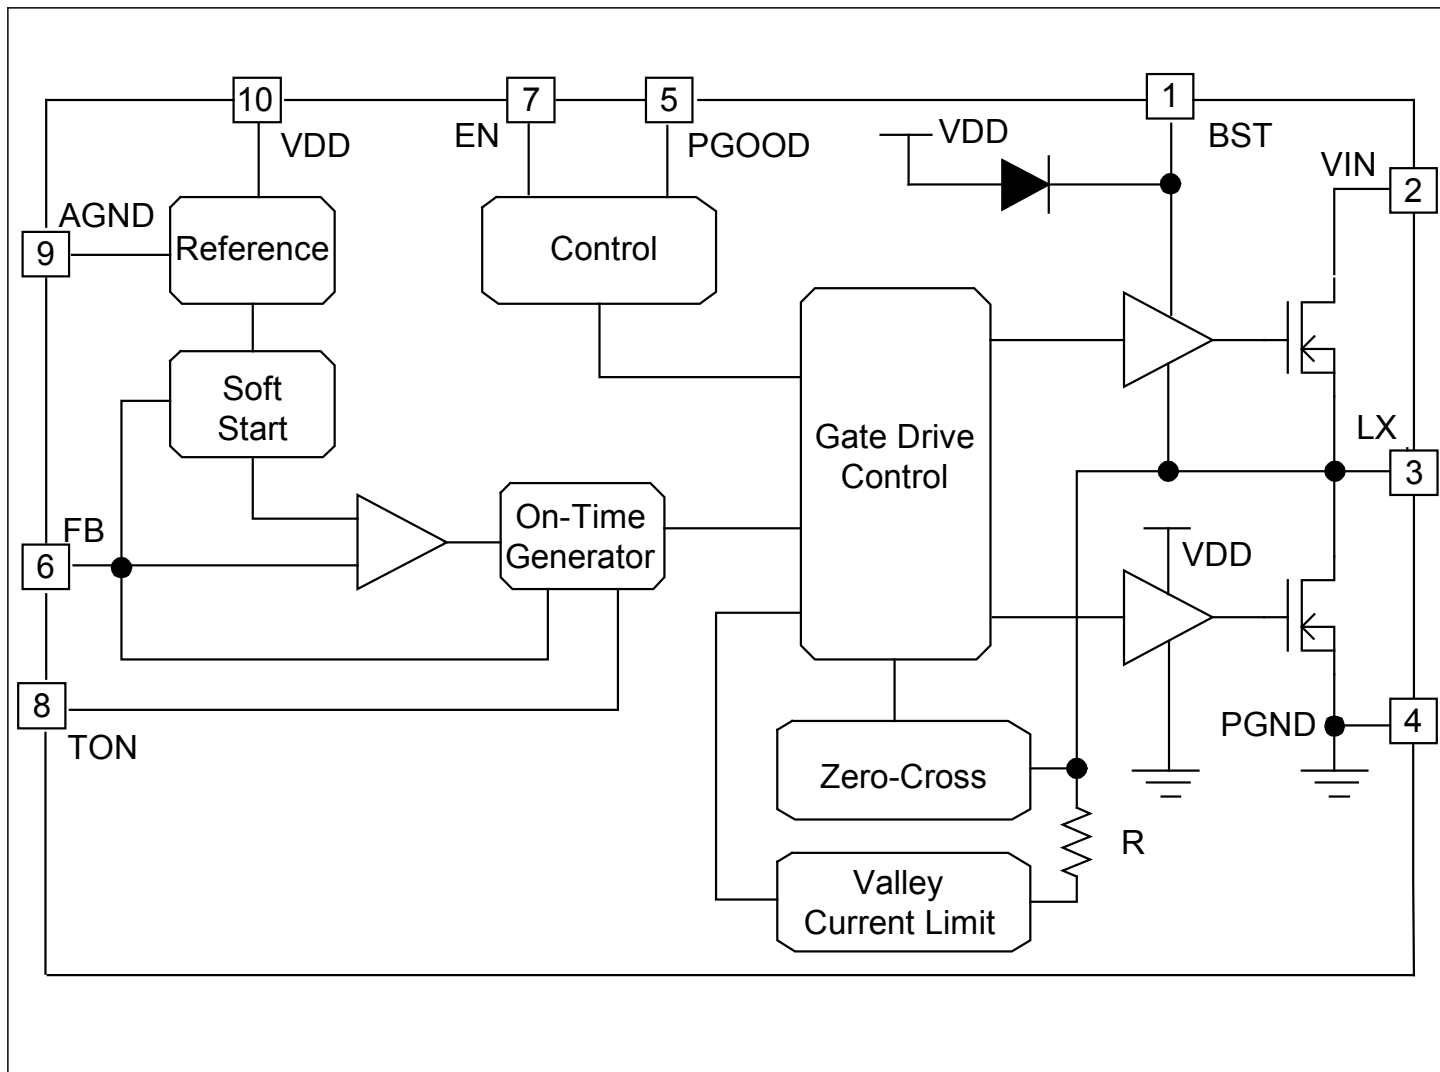 10
7
5
1
VDD
EN
PGOOD
VDD
BST
VIN
2
AGND
9
Reference
Control
Soft
Start
Gate Drive
Control
LX
3
FB
6
On-Time
Generator
VDD
8
TON
PGND
4
Zero-Cross
R
Valley
Current Limit